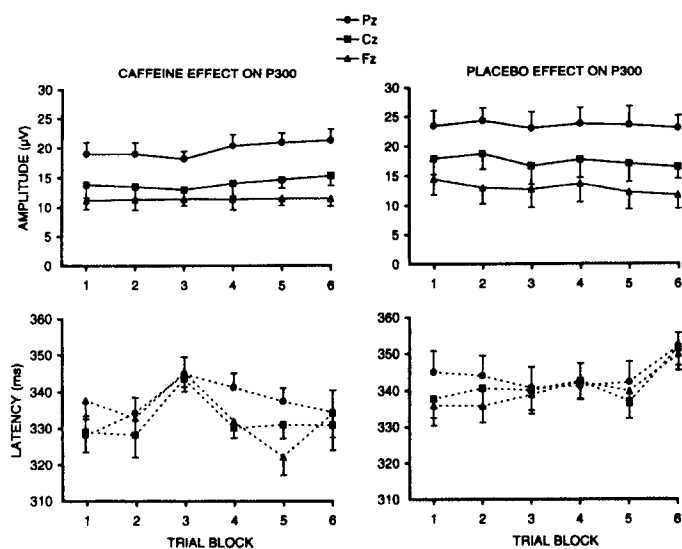 Pz
Cz
Fz
CAFFEINE EFFECT ON P300
PLACEBO EFFECT ON P300
AMPLITUDE (µV)
30
25
20
15
10
5
0
1 2 3 4 5 6
30
25
20
15
10
5
0
1 2 3 4 5 6
LATENCY (ms)
360
350
340
330
320
310
1 2 3 4 5 6
TRIAL BLOCK
360
350
340
330
320
310
1 2 3 4 5 6
TRIAL BLOCK